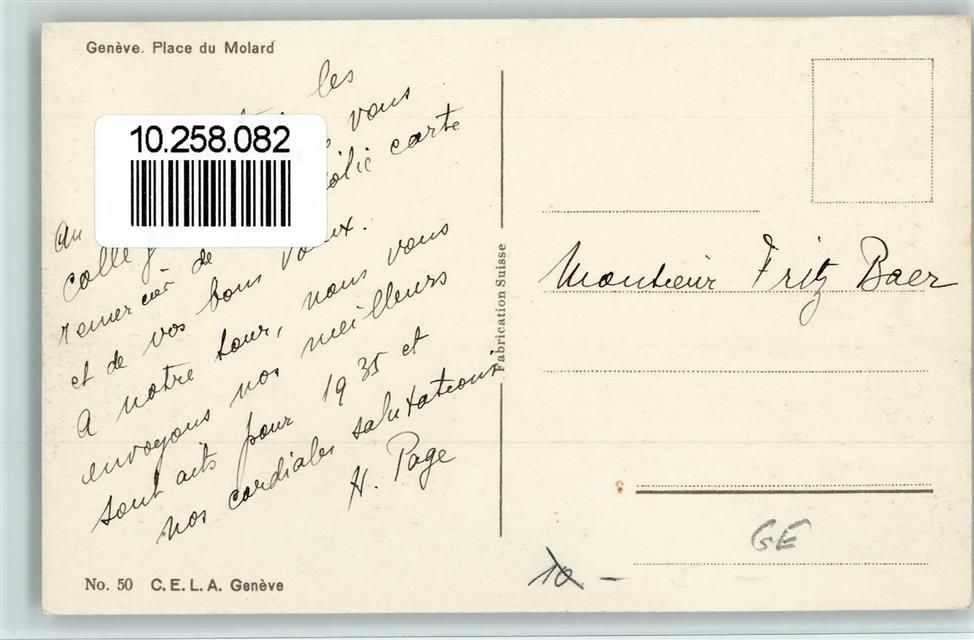 Genève. Place du Molard
10.258.082
Au les
vous
remercier de carte
et de vos bons vœux.
A notre tour, nous vous
envoyons nos meilleurs
souhaits pour 1935 et
nos cordiales salutations
H. Page
No. 50 C.E.L.A. Genève
Fabrication Suisse
Monsieur Fritz Baer
GE
10 -